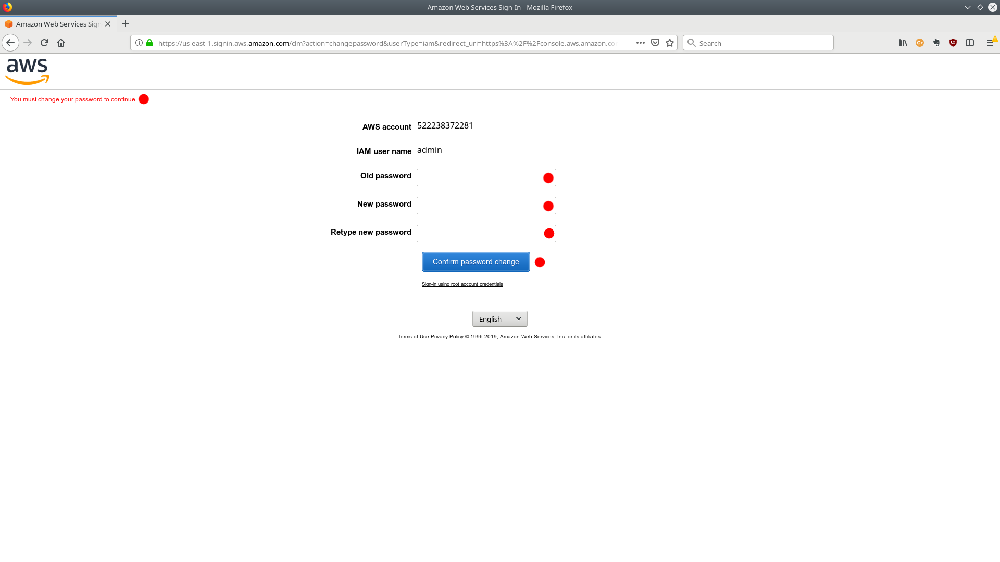 Amazon Web Services Sign-In - Mozilla Firefox
Amazon Web Services Sign
https://us-east-1.signin.aws.amazon.com/clm?action=changepassword&userType=iam&redirect_uri=https%3A%2F%2Fconsole.aws.amazon.co
Search
aws
You must change your password to continue
AWS account 522238372281
IAM user name admin
Old password
New password
Retype new password
Confirm password change
Sign-in using root account credentials
English
Terms of Use Privacy Policy © 1996-2019, Amazon Web Services, Inc. or its affiliates.